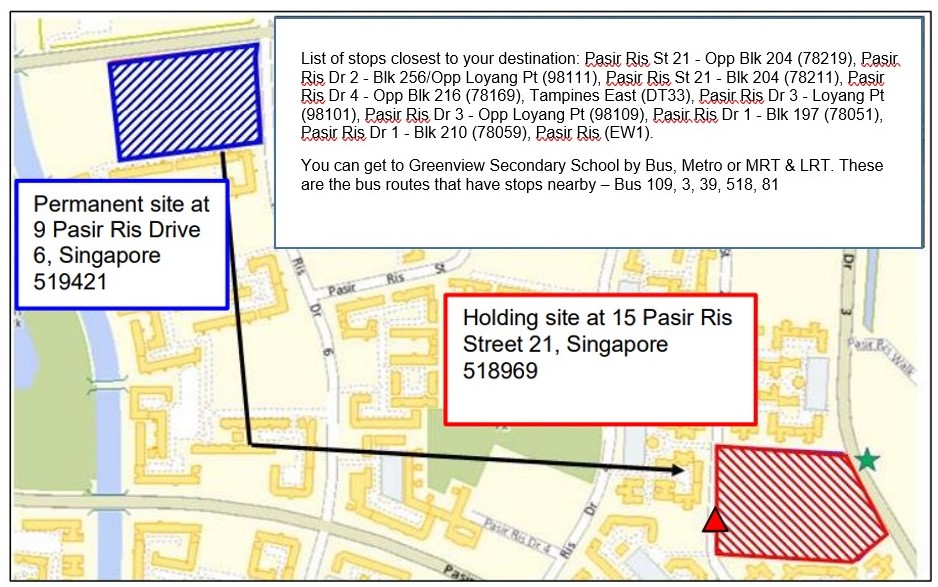 List of stops closest to your destination: Pasir Ris St 21 - Opp Blk 204 (78219), Pasir
Ris Dr 2 - Blk 256/Opp Loyang Pt (98111), Pasir Ris St 21 - Blk 204 (78211), Pasir
Ris Dr 4 - Opp Blk 216 (78169), Tampines East (DT33), Pasir Ris Dr 3 - Loyang Pt
(98101), Pasir Ris Dr 3 - Opp Loyang Pt (98109), Pasir Ris Dr 1 - Blk 197 (78051),
Pasir Ris Dr 1 - Blk 210 (78059), Pasir Ris (EW1).
You can get to Greenview Secondary School by Bus, Metro or MRT & LRT. These
are the bus routes that have stops nearby – Bus 109, 3, 39, 518, 81
Permanent site at
9 Pasir Ris Drive
6, Singapore
519421
Ris Dr 6
Pasir Ris St
St
Dr 3
Pasir Ris Walk
Holding site at 15 Pasir Ris
Street 21, Singapore
518969
Pasir Ris Dr 4
Ris Dr
Pasir